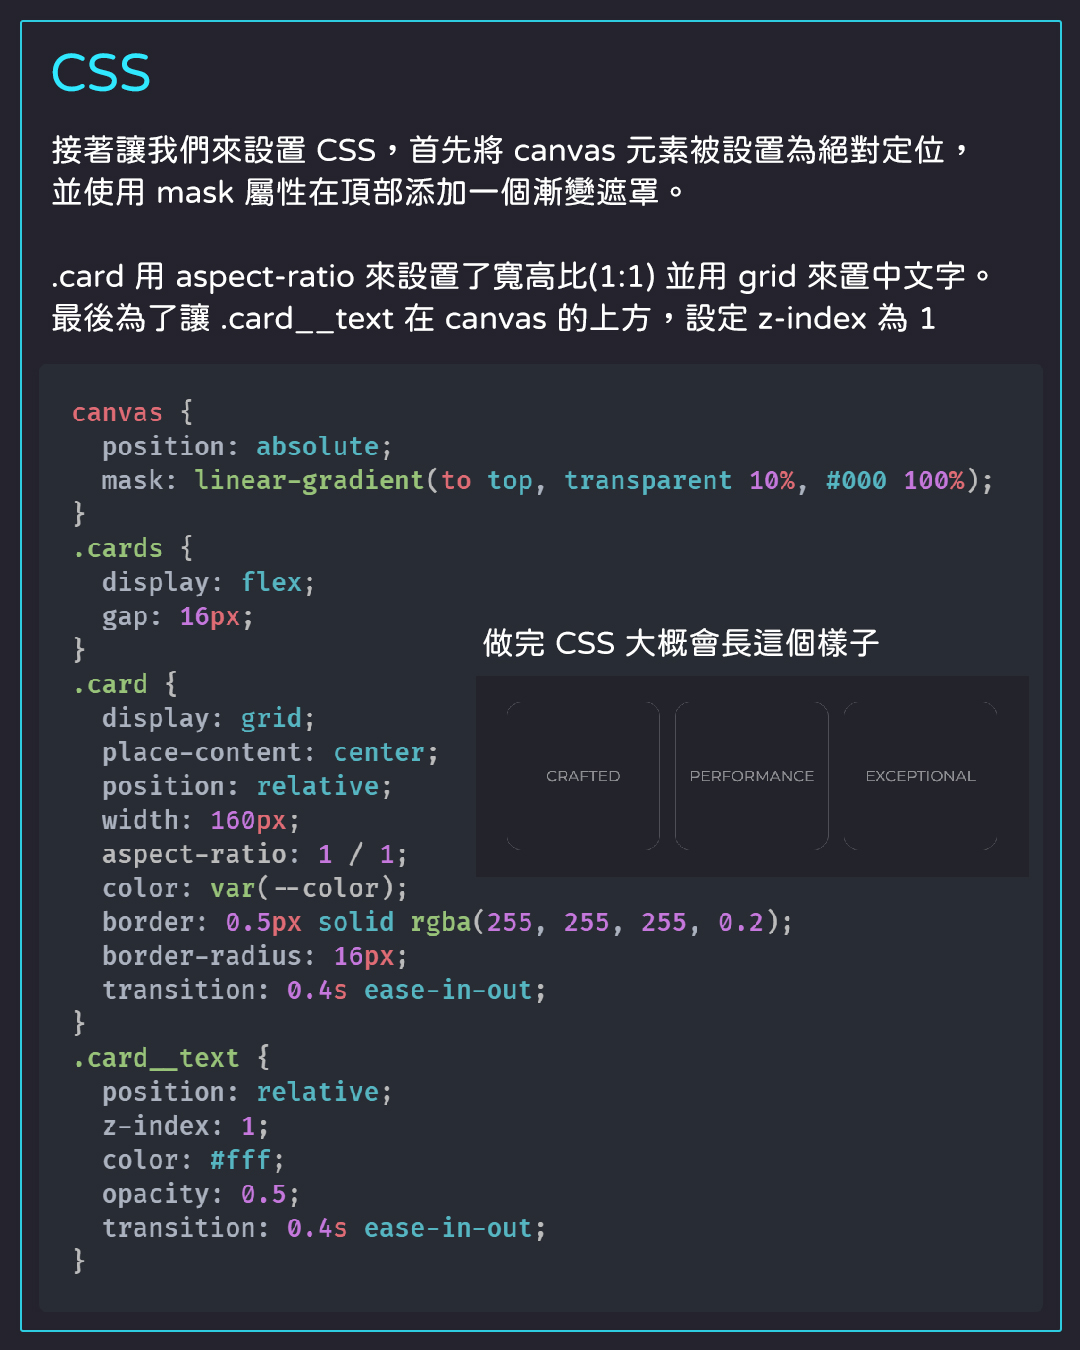 CSS
接著讓我們來設置 CSS，首先將 canvas 元素被設置為絕對定位，
並使用 mask 屬性在頂部添加一個漸變遮罩。
.card 用 aspect-ratio 來設置了寬高比(1:1) 並用 grid 來置中文字。
最後為了讓 .card__text 在 canvas 的上方，設定 z-index 為 1
canvas {
  position: absolute;
  mask: linear-gradient(to top, transparent 10%, #000 100%);
}
.cards {
  display: flex;
  gap: 16px;
}
.card {
  display: grid;
  place-content: center;
  position: relative;
  width: 160px;
  aspect-ratio: 1 / 1;
  color: var(--color);
  border: 0.5px solid rgba(255, 255, 255, 0.2);
  border-radius: 16px;
  transition: 0.4s ease-in-out;
}
.card__text {
  position: relative;
  z-index: 1;
  color: #fff;
  opacity: 0.5;
  transition: 0.4s ease-in-out;
}
做完 CSS 大概會長這個樣子
CRAFTED PERFORMANCE EXCEPTIONAL